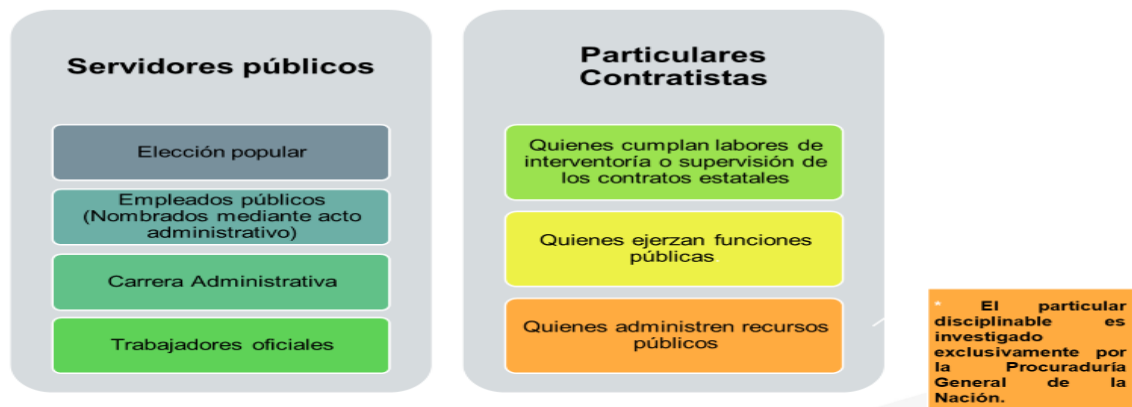 Servidores públicos
Elección popular
Empleados públicos
(Nombrados mediante acto
administrativo)
Carrera Administrativa
Trabajadores oficiales
Particulares
Contratistas
Quienes cumplan labores de
interventoría o supervisión de
los contratos estatales
Quienes ejerzan funciones
públicas.
Quienes administren recursos
públicos
* El particular
disciplinable es
investigado
exclusivamente por
la Procuraduría
General de la
Nación.